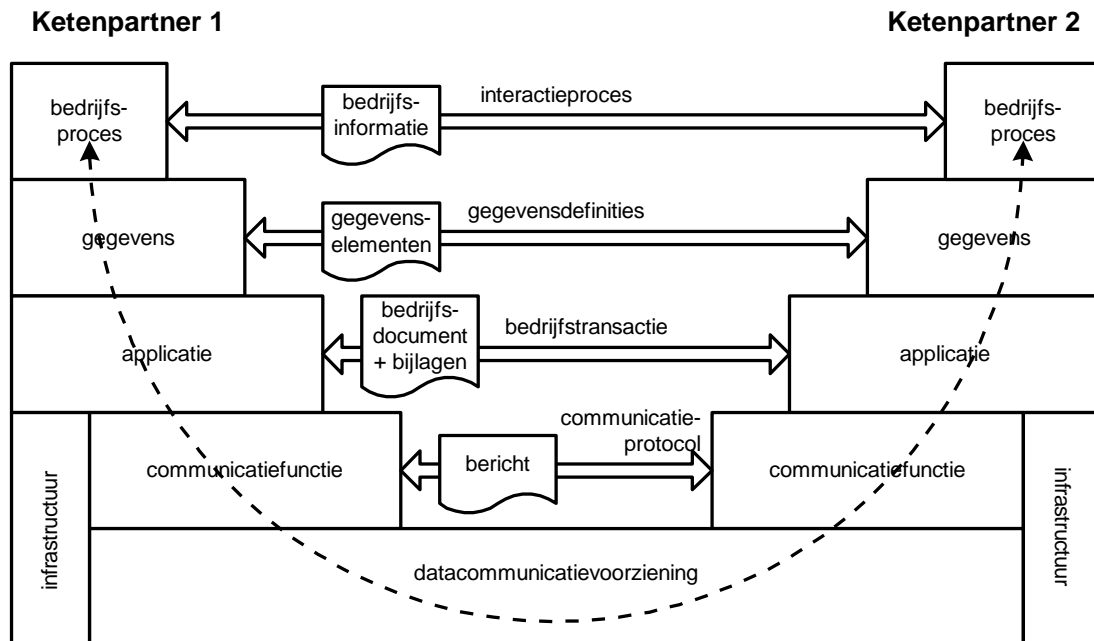 Ketenpartner 1
Ketenpartner 2
bedrijfs-
proces
bedrijfs-
informatie
interactieproces
bedrijfs-
proces
gegevens
gegevens-
elementen
gegevensdefinities
gegevens
applicatie
bedrijfs-
document
+ bijlagen
bedrijfstransactie
applicatie
infrastructuur
communicatiefunctie
bericht
communicatie-
protocol
communicatiefunctie
infrastructuur
datacommunicatievoorziening